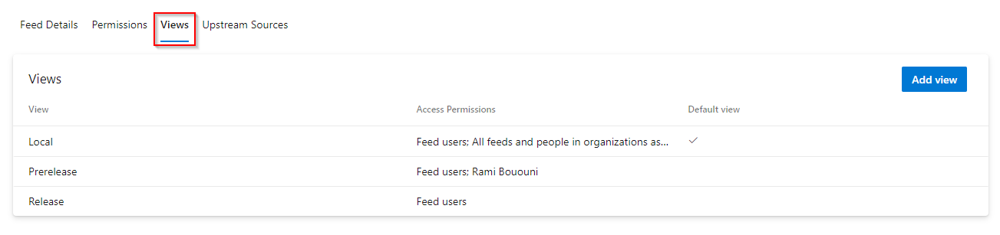 Feed Details Permissions Views Upstream Sources
Views Add view
View Access Permissions Default view
Local Feed users; All feeds and people in organizations as...
Prerelease Feed users; Rami Bououni
Release Feed users